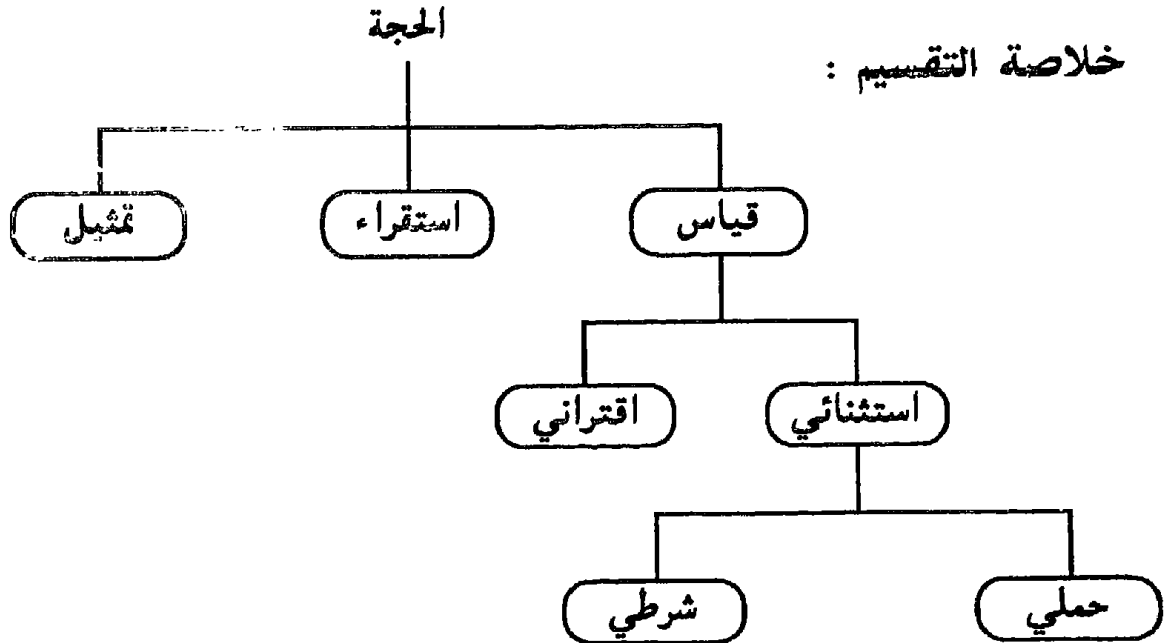 الحجة
خلاصة التقسيم :
قياس
استقراء
تمثيل
استثنائي
اقتراني
حملي
شرطي